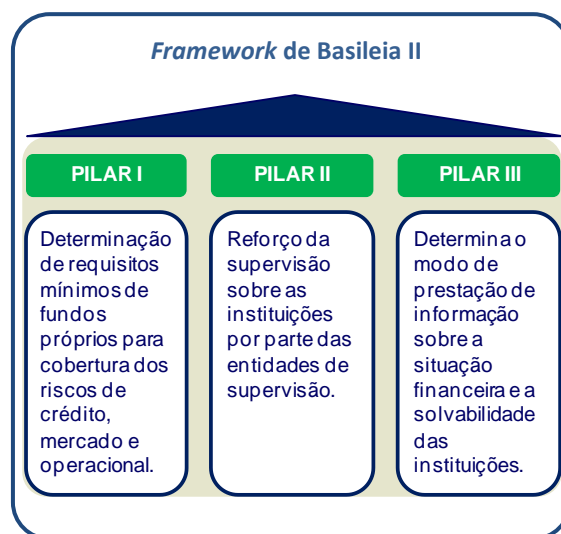 Framework de Basileia II
PILAR I
PILAR II
PILAR III
Determinação
de requisitos
mínimos de
fundos
próprios para
cobertura dos
riscos de
crédito,
mercado e
operacional.
Reforço da
supervisão
sobre as
instituições
por parte das
entidades de
supervisão.
Determina o
modo de
prestação de
informação
sobre a
situação
financeira e a
solvabilidade
das
instituições.